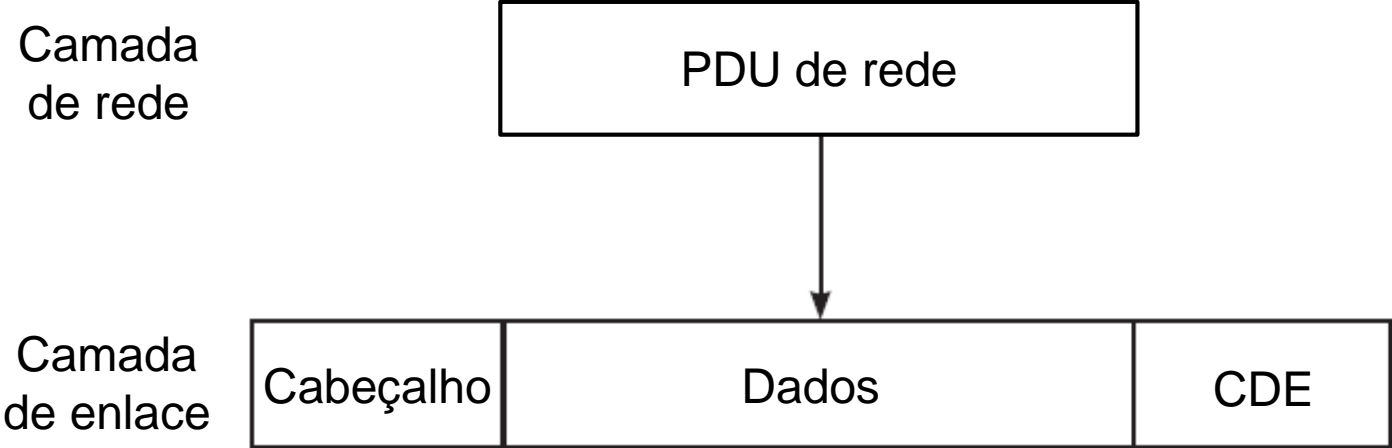 Camada
de rede
PDU de rede
Camada
de enlace
Cabeçalho
Dados
CDE